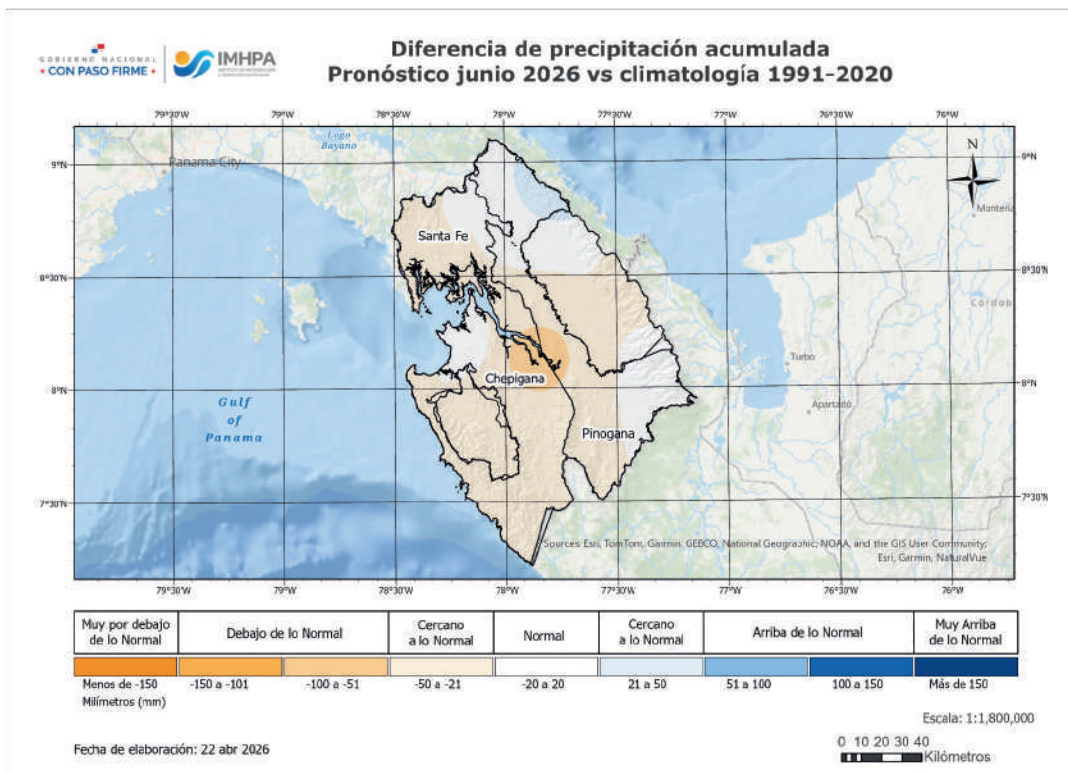 GOBIERNO NACIONAL
• CON PASO FIRME •
IMHPA
Diferencia de precipitación acumulada
Pronóstico junio 2026 vs climatología 1991-2020
79°30'W 79°W 78°30'W 78°W 77°30'W 77°W 76°30'W 76°W
Lago
Bayano
Panama City
9°N 9°N
N
Montería
Santa Fe
8°30'N 8°30'N
Cordob
Turbo
Chepigana
8°N 8°N
Apartadó
Gulf
of
Panama
Pinogana
7°30'N 7°30'N
Sources: Esri, TomTom, Garmin, GEBCO, National Geographic, NOAA, and the GIS User Community;
Esri, Garmin, NaturalVue
79°30'W 79°W 78°30'W 78°W 77°30'W 77°W 76°30'W 76°W
Muy por debajo
de lo Normal
Debajo de lo Normal
Cercano
a lo Normal
Normal
Cercano
a lo Normal
Arriba de lo Normal
Muy Arriba
de lo Normal
Menos de -150 -150 a -101 -100 a -51 -50 a -21 -20 a 20 21 a 50 51 a 100 100 a 150 Más de 150
Milímetros (mm)
Escala: 1:1,800,000
Fecha de elaboración: 22 abr 2026
0 10 20 30 40
Kilómetros